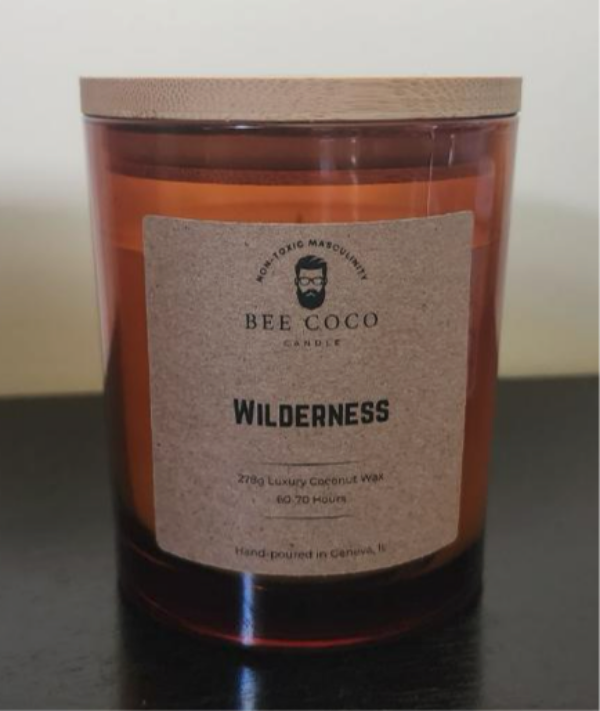 NON-TOXIC MASCULINITY
BEE COCO
CANDLE
WILDERNESS
278g Luxury Coconut Wax
60-70 Hours
Hand-poured in Geneva, IL